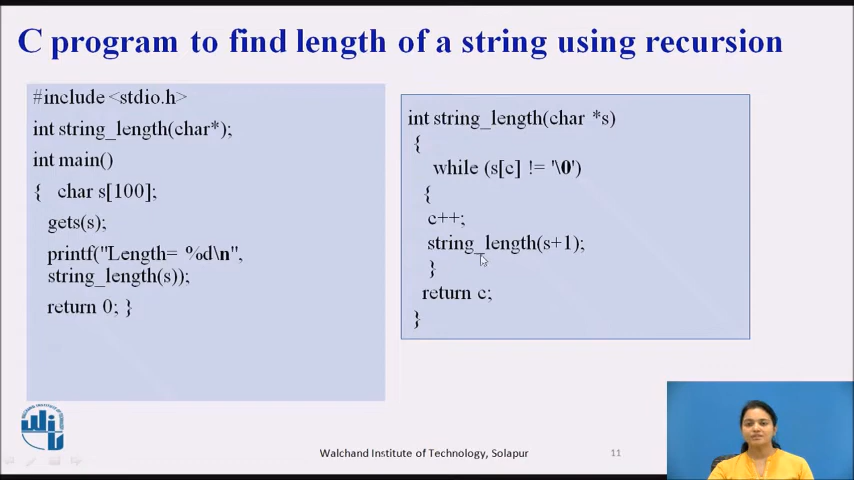 C program to find length of a string using recursion
#include <stdio.h>
int string_length(char*);
int main()
{ char s[100];
gets(s);
printf("Length= %d\n",
string_length(s));
return 0; }
int string_length(char *s)
{
while (s[c] != '\0')
{
c++;
string_length(s+1);
}
return c;
}
Walchand Institute of Technology, Solapur
11